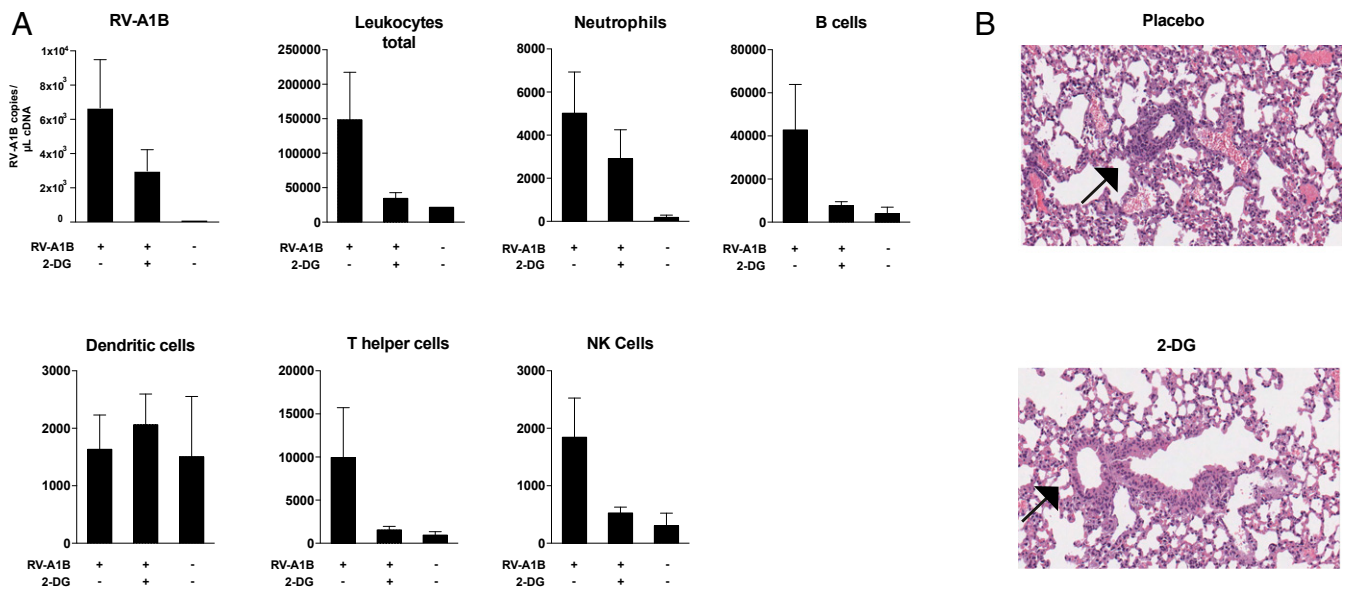 A
RV-A1B
RV-A1B copies/
µL cDNA
1x10⁴
8x10³
6x10³
4x10³
2x10³
0
RV-A1B + + -
2-DG - +
Leukocytes
total
250000
200000
150000
100000
50000
0
RV-A1B + + -
2-DG - +
Neutrophils
8000
6000
4000
2000
0
RV-A1B + + -
2-DG - +
B cells
80000
60000
40000
20000
0
RV-A1B + + -
2-DG - + -
B
Placebo
Dendritic cells
3000
2000
1000
0
RV-A1B + + -
2-DG - +
T helper cells
20000
15000
10000
5000
0
RV-A1B + + -
2-DG - + -
NK Cells
3000
2000
1000
0
RV-A1B + + -
2-DG - + -
2-DG